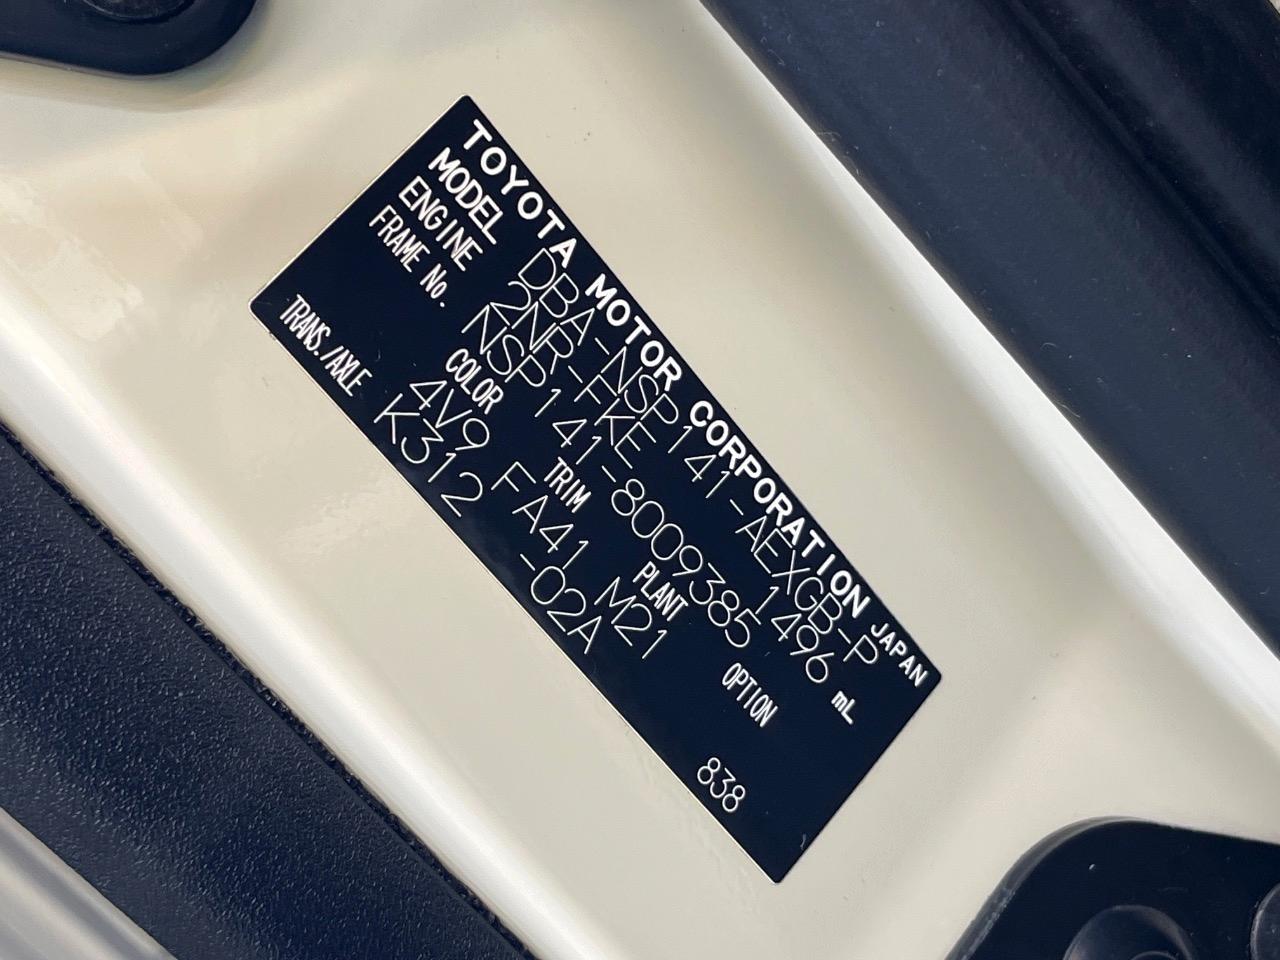 TOYOTA MOTOR CORPORATION JAPAN
MODEL DBA-NSP141-AEXGB-P
ENGINE 2NR-FKE 1496 mL
FRAME No. NSP141-8009385
COLOR TRIM PLANT OPTION
4V9 FA41 M21
TRANS./AXLE K312 -02A 838